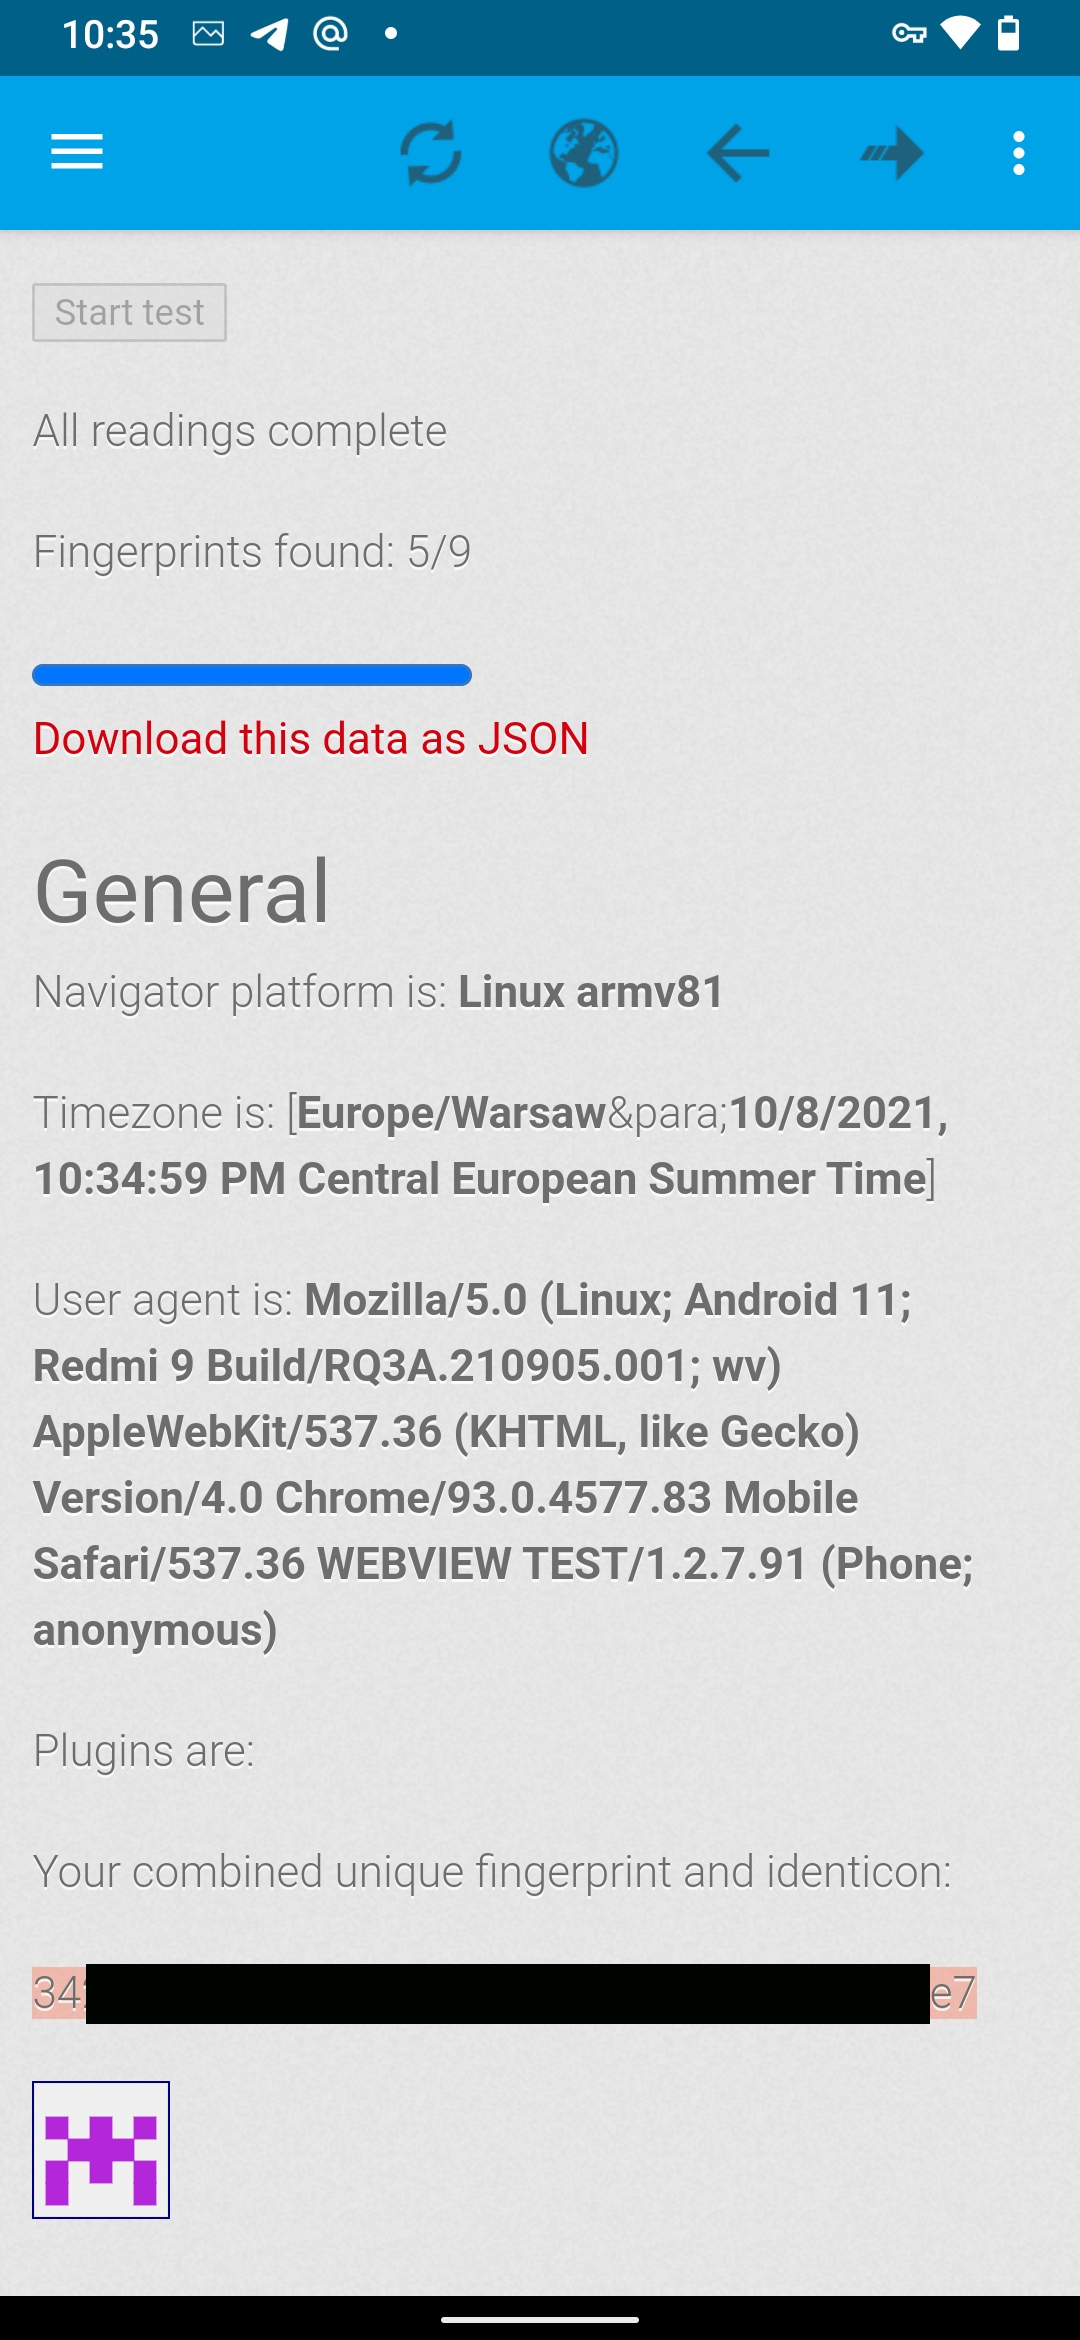 10:35
Start test
All readings complete
Fingerprints found: 5/9
Download this data as JSON
General
Navigator platform is: Linux armv81
Timezone is: [Europe/Warsaw&para;10/8/2021,
10:34:59 PM Central European Summer Time]
User agent is: Mozilla/5.0 (Linux; Android 11;
Redmi 9 Build/RQ3A.210905.001; wv)
AppleWebKit/537.36 (KHTML, like Gecko)
Version/4.0 Chrome/93.0.4577.83 Mobile
Safari/537.36 WEBVIEW TEST/1.2.7.91 (Phone;
anonymous)
Plugins are:
Your combined unique fingerprint and identicon:
34 e7